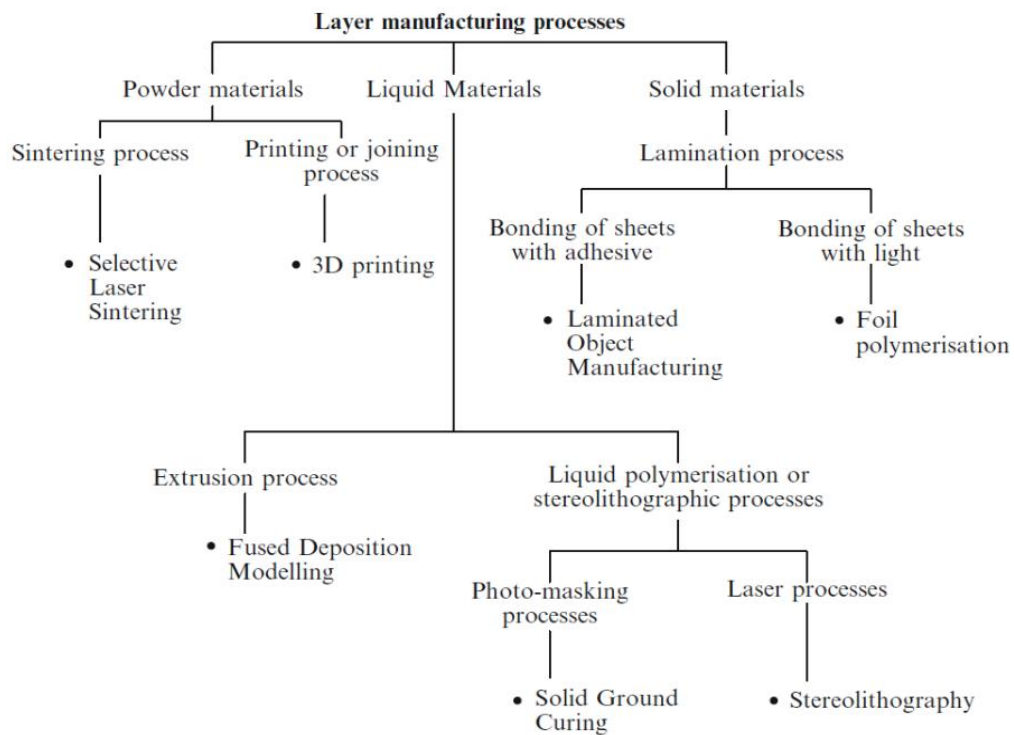 Layer manufacturing processes
Powder materials
Liquid Materials
Solid materials
Sintering process
Printing or joining
process
Lamination process
• Selective
Laser
Sintering
• 3D printing
Bonding of sheets
with adhesive
Bonding of sheets
with light
• Laminated
Object
Manufacturing
• Foil
polymerisation
Extrusion process
Liquid polymerisation or
stereolithographic processes
• Fused Deposition
Modelling
Photo-masking
processes
Laser processes
• Solid Ground
Curing
• Stereolithography